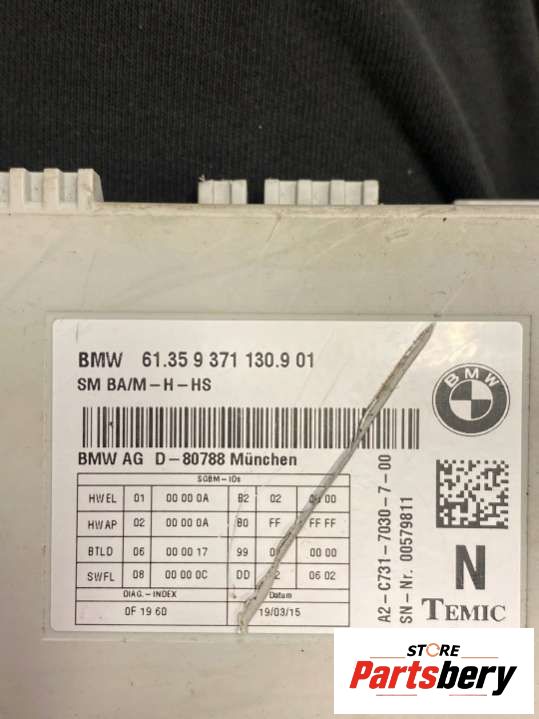 BMW 61.35 9 371 130.9 01
SM BA/M-H-HS
BMW
BMW AG D-80788 München
SGBM-IDs
HWEL 01 00 00 0A B2 02 00
HWAP 02 00 00 0A 80 FF FF FF
BTLD 06 00 00 17 99 00 00
SWFL 08 00 00 0C DD 06 02
DIAG.-INDEX Datum
0F 19 60 19/03/15
A2-C731-7030-7-00
SN-Nr. 00579811
N
TEMIC
STORE
Partsbery